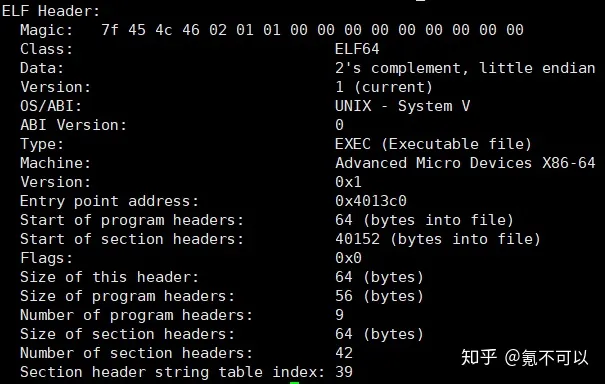 ELF Header:
  Magic:   7f 45 4c 46 02 01 01 00 00 00 00 00 00 00 00 00
  Class:                             ELF64
  Data:                              2's complement, little endian
  Version:                           1 (current)
  OS/ABI:                            UNIX - System V
  ABI Version:                       0
  Type:                              EXEC (Executable file)
  Machine:                           Advanced Micro Devices X86-64
  Version:                           0x1
  Entry point address:               0x4013c0
  Start of program headers:          64 (bytes into file)
  Start of section headers:          40152 (bytes into file)
  Flags:                             0x0
  Size of this header:               64 (bytes)
  Size of program headers:           56 (bytes)
  Number of program headers:         9
  Size of section headers:           64 (bytes)
  Number of section headers:         42
  Section header string table index: 39
知乎 @氪不可以